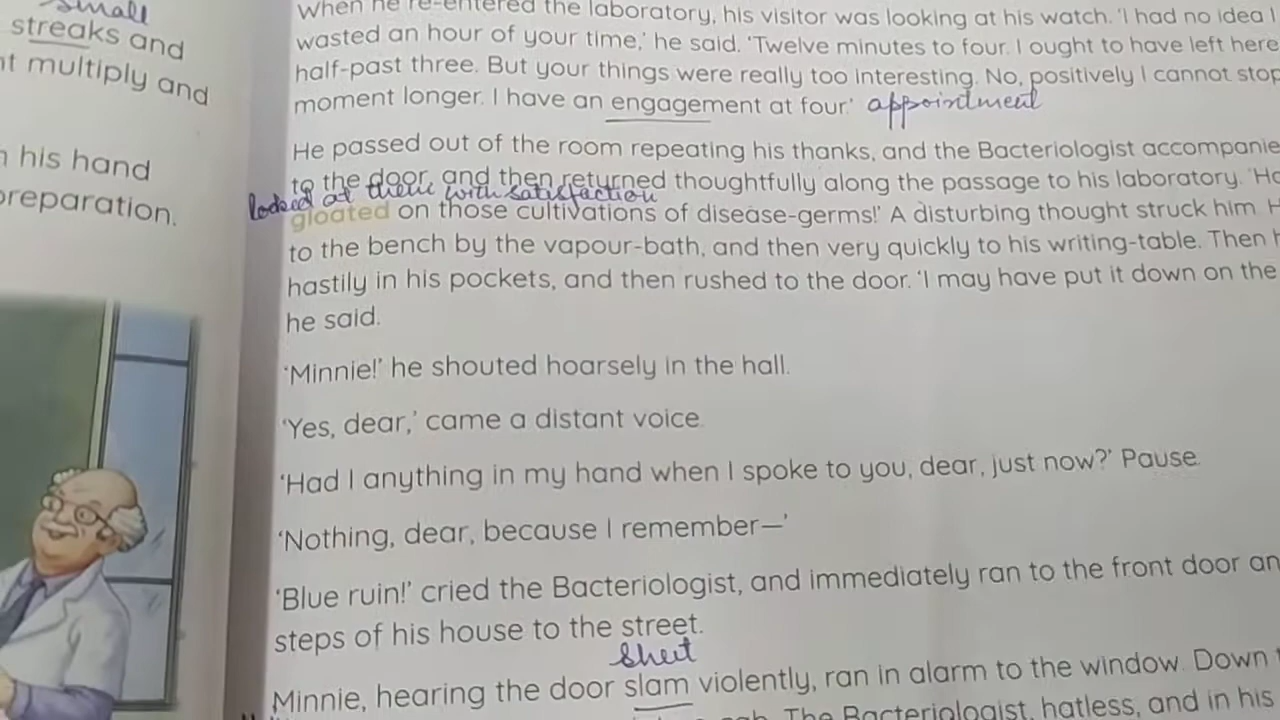 small
streaks and
multiply and
his hand
preparation.
When he re-entered the laboratory, his visitor was looking at his watch. 'I had no idea I
wasted an hour of your time,' he said. 'Twelve minutes to four. I ought to have left here
half-past three. But your things were really too interesting. No, positively I cannot stop
moment longer. I have an engagement at four.' appointment
He passed out of the room repeating his thanks, and the Bacteriologist
to the door, and then returned thoughtfully along the passage to his laboratory.
looked at them with satisfaction
gloated on those cultivations of disease-germs!' A disturbing thought struck him
to the bench by the vapour-bath, and then very quickly to his writing-table. Then
hastily in his pockets, and then rushed to the door. 'I may have put it down on the
he said.
'Minnie!' he shouted hoarsely in the hall.
'Yes, dear,' came a distant voice.
'Had I anything in my hand when I spoke to you, dear, just now?' Pause.
'Nothing, dear, because I remember—'
'Blue ruin!' cried the Bacteriologist, and immediately ran to the front door
steps of his house to the street.
shut
Minnie, hearing the door slam violently, ran in alarm to the window. Down
The Bacteriologist, hatless, and in his